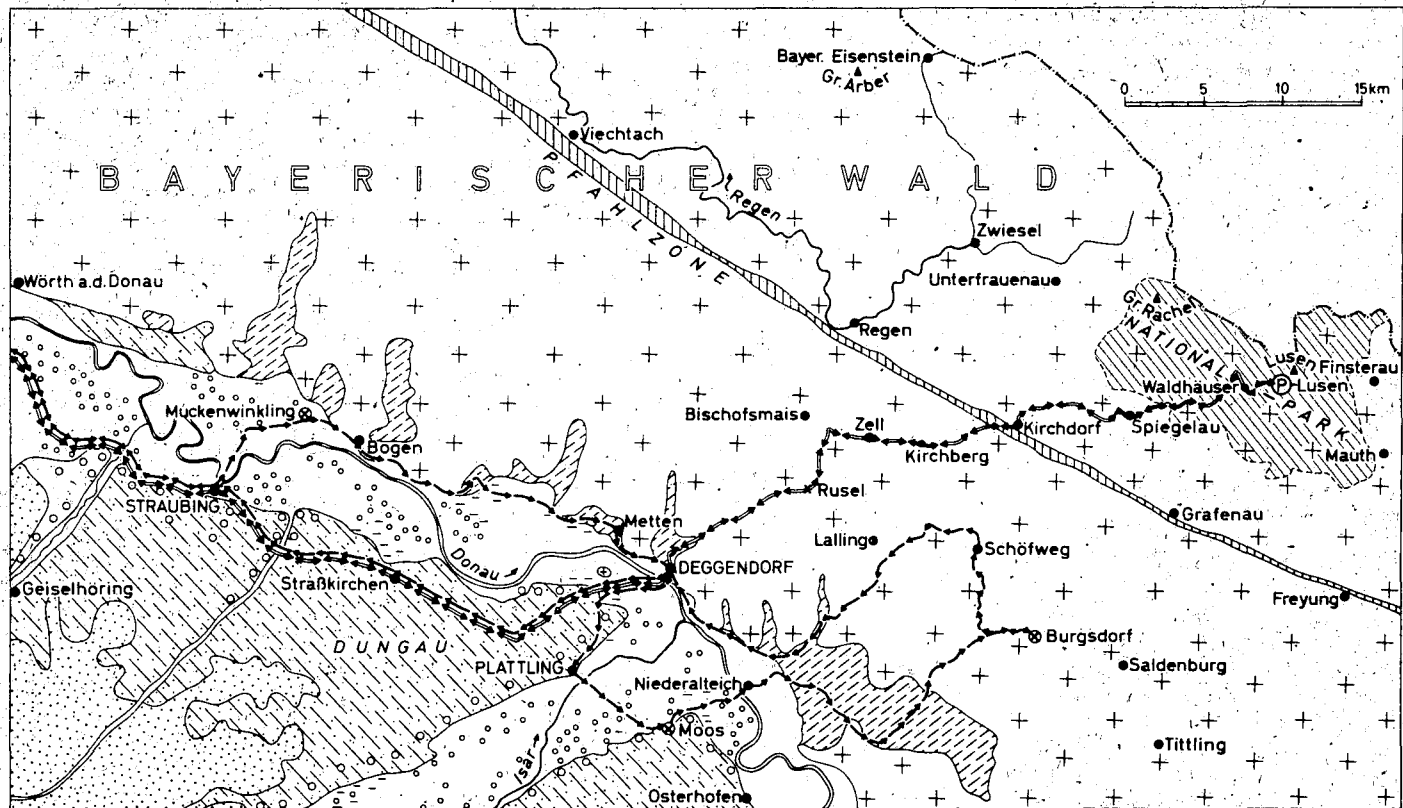 Bayer. Eisenstein
Gr. Arber
0 5 10 15km
Viechtach
BAYERISCHER WALD
PFAHLZONE
Regen
Zwiesel
Wörth a.d.Donau
Unterfrauenau
Gr. Rachel
NATIONAL-PARK
Regen
Lusen
Finsterau
Waldhäuser
P
Lusen
Mückenwinkling
Bischofsmais
Zell
Kirchdorf
Spiegelau
Bogen
Kirchberg
Mauth
STRAUBING
Rusel
Metten
Grafenau
Lalling
Schöfweg
Donau
DEGGENDORF
Straßkirchen
Geiselhöring
Freyung
DUNGAU
Burgsdorf
PLATTLING
Saldenburg
Niederalteich
Moos
Isar
Tittling
Osterhofen